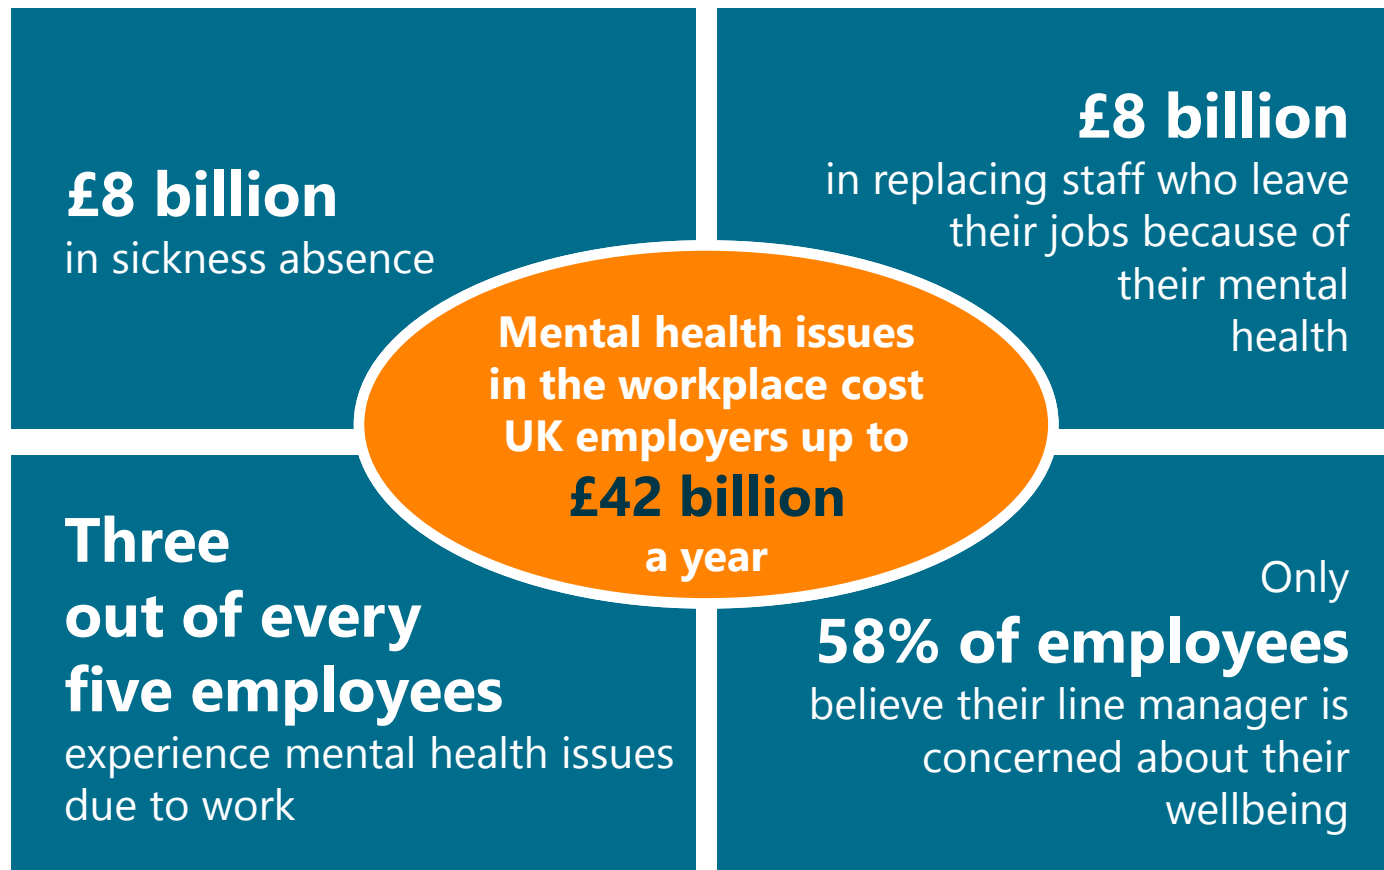 £8 billion
in sickness absence
£8 billion
in replacing staff who leave
their jobs because of
their mental
health
Mental health issues
in the workplace cost
UK employers up to
£42 billion
a year
Three
out of every
five employees
experience mental health issues
due to work
Only
58% of employees
believe their line manager is
concerned about their
wellbeing